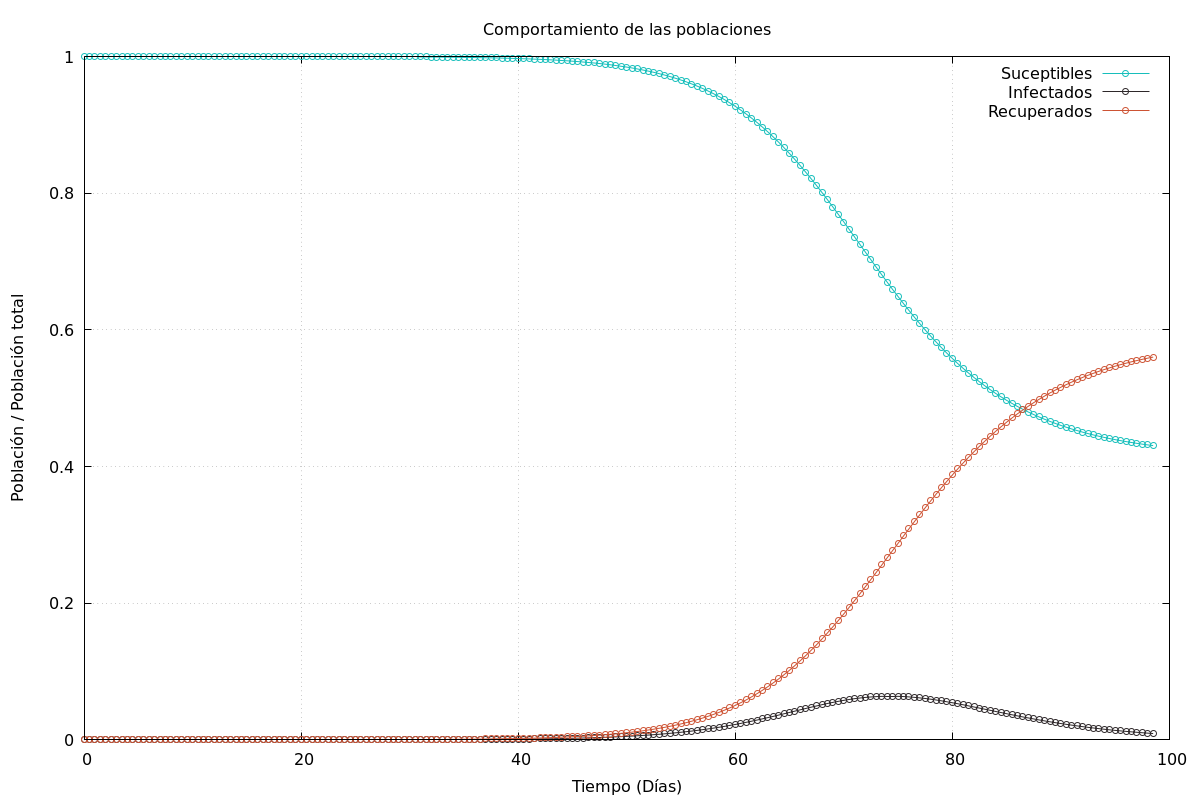 Comportamiento de las poblaciones
Suceptibles
Infectados
Recuperados
1
0.8
0.6
0.4
0.2
0
Población / Población total
0 20 40 60 80 100
Tiempo (Días)